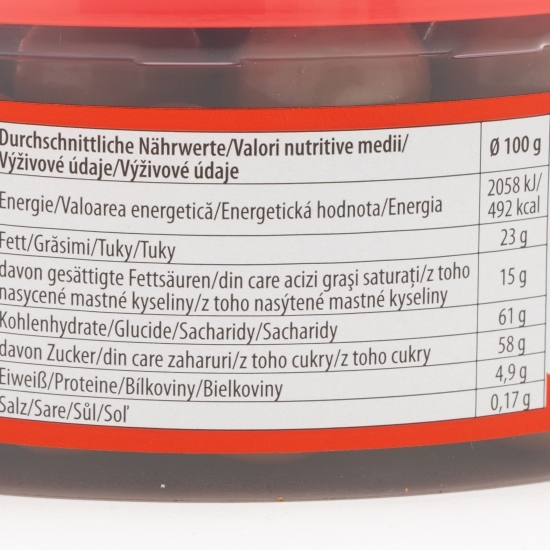 Durchschnittliche Nährwerte/Valori nutritive medii/
Výživové údaje/Výživové údaje
Ø 100 g
Energie/Valoarea energetică/Energetická hodnota/Energia
2058 kJ/
492 kcal
Fett/Grăsimi/Tuky/Tuky
23 g
davon gesättigte Fettsäuren/din care acizi grași saturați/z toho
nasycené mastné kyseliny/z toho nasýtené mastné kyseliny
15 g
Kohlenhydrate/Glucide/Sacharidy/Sacharidy
61 g
davon Zucker/din care zaharuri/z toho cukry/z toho cukry
58 g
Eiweiß/Proteine/Bílkoviny/Bielkoviny
4,9 g
Salz/Sare/Sůl/Soľ
0,17 g